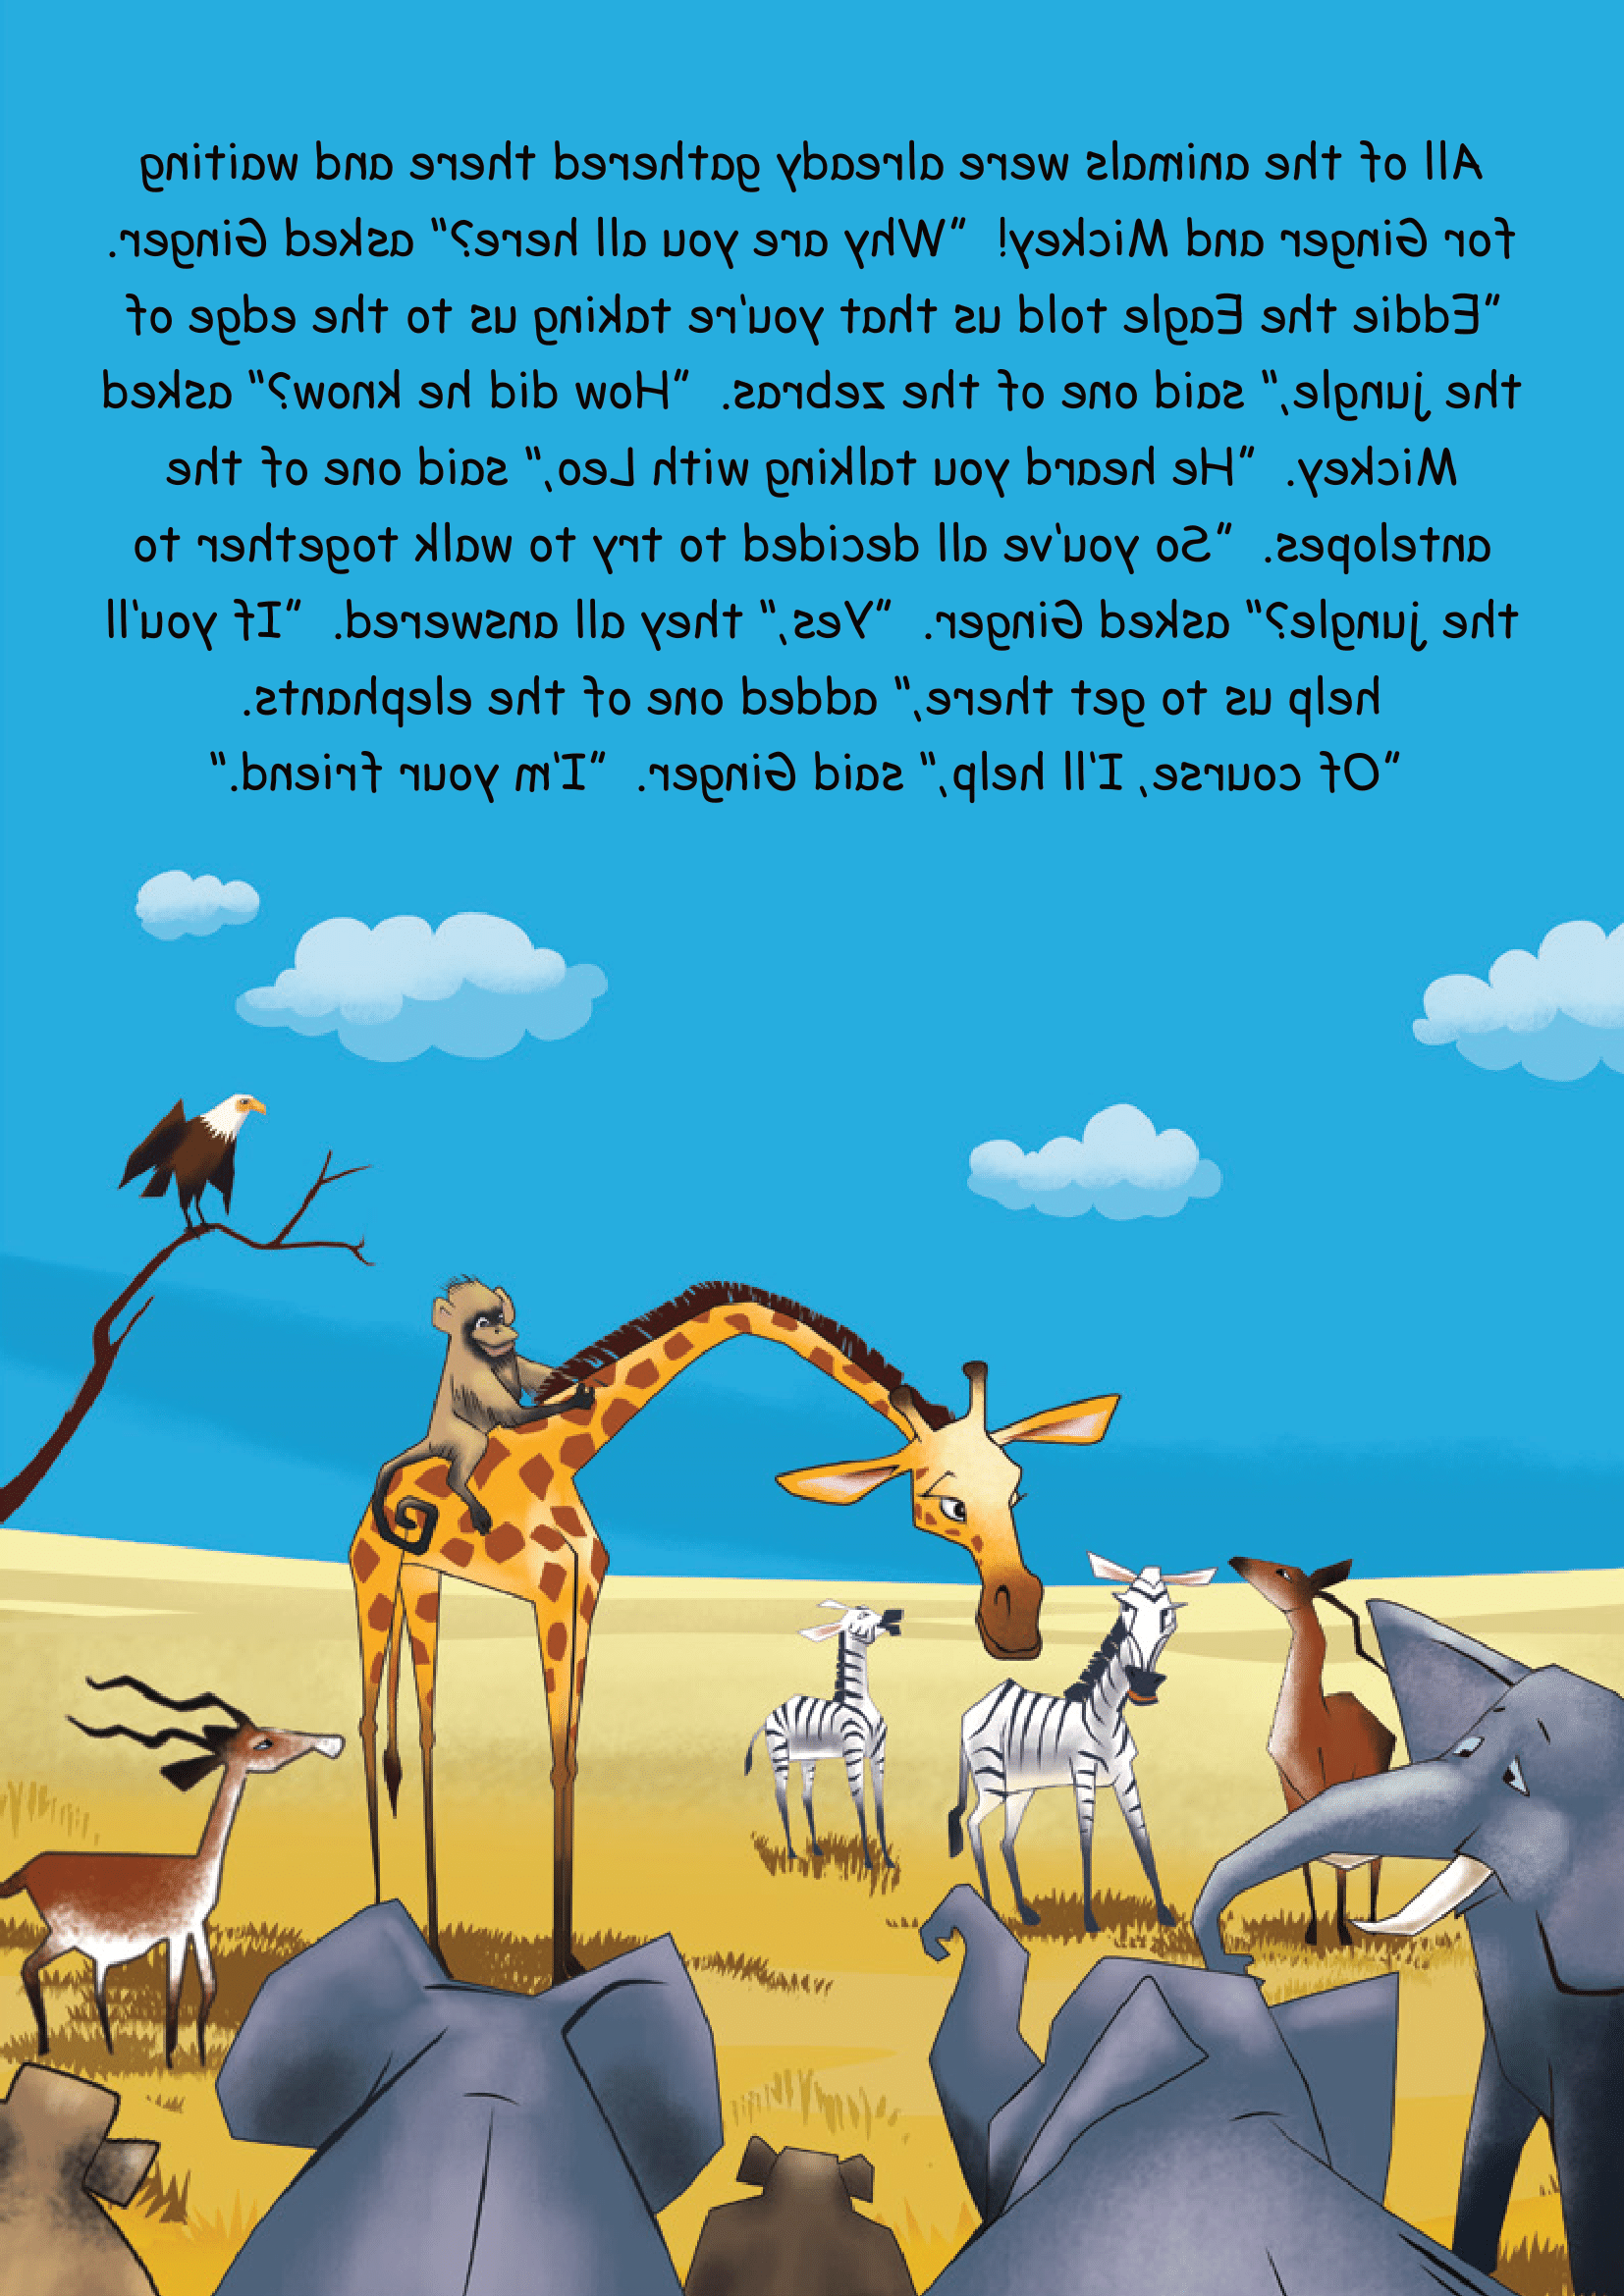 All of the animals were already gathered there and waiting
for Ginger and Mickey!  "Why are you all here?" asked Ginger.
"Eddie the Eagle told us that you're taking us to the edge of
the jungle," said one of the zebras.  "How did he know?" asked
Mickey.  "He heard you talking with Leo," said one of the
antelopes.  "So you've all decided to try to walk together to
the jungle?" asked Ginger.  "Yes," they all answered.  "If you'll
help us to get there," added one of the elephants.
"Of course, I'll help," said Ginger.  "I'm your friend."